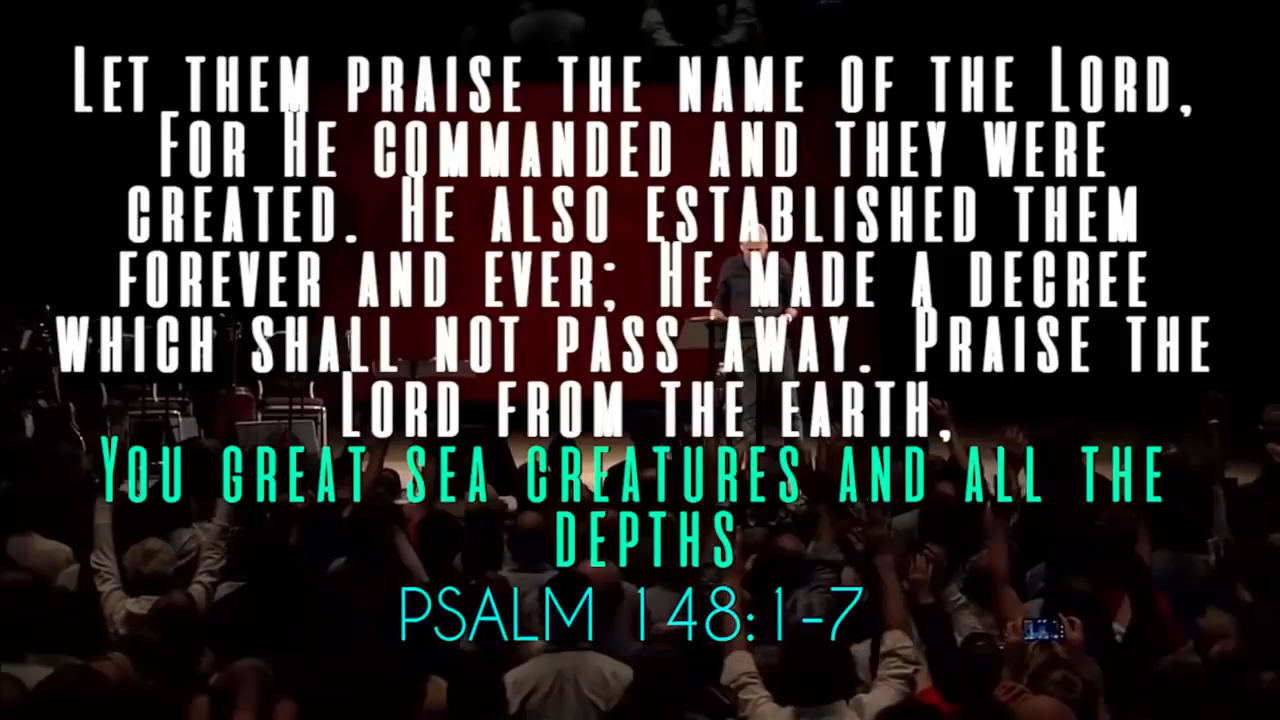 Let them praise the name of the Lord,
For He commanded and they were
created. He also established them
forever and ever; He made a decree
which shall not pass away. Praise the
Lord from the earth,
You great sea creatures and all the
depths
PSALM 148:1-7